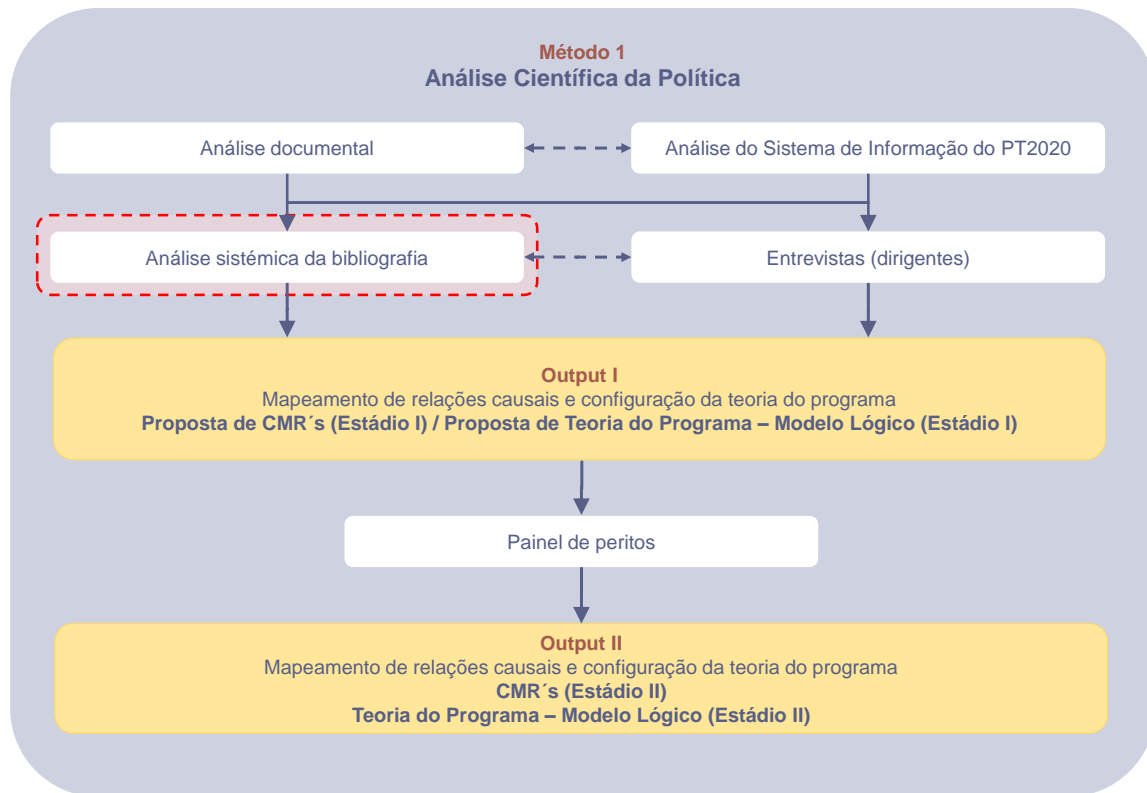 Método 1
Análise Científica da Política
Análise documental
Análise do Sistema de Informação do PT2020
Análise sistémica da bibliografia
Entrevistas (dirigentes)
Output I
Mapeamento de relações causais e configuração da teoria do programa
Proposta de CMR´s (Estádio I) / Proposta de Teoria do Programa – Modelo Lógico (Estádio I)
Painel de peritos
Output II
Mapeamento de relações causais e configuração da teoria do programa
CMR´s (Estádio II)
Teoria do Programa – Modelo Lógico (Estádio II)